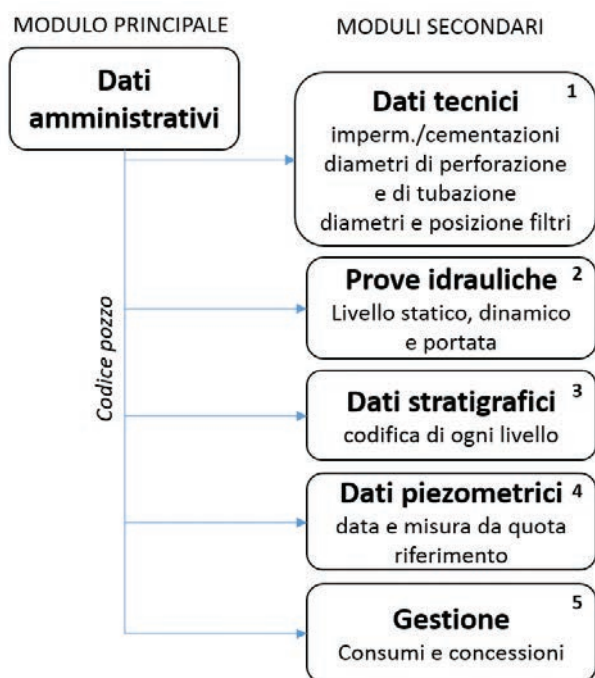 MODULO PRINCIPALE
MODULI SECONDARI
Dati
amministrativi
Codice pozzo
Dati tecnici 1
imperm./cementazioni
diametri di perforazione
e di tubazione
diametri e posizione filtri
Prove idrauliche 2
Livello statico, dinamico
e portata
Dati stratigrafici 3
codifica di ogni livello
Dati piezometrici 4
data e misura da quota
riferimento
Gestione 5
Consumi e concessioni